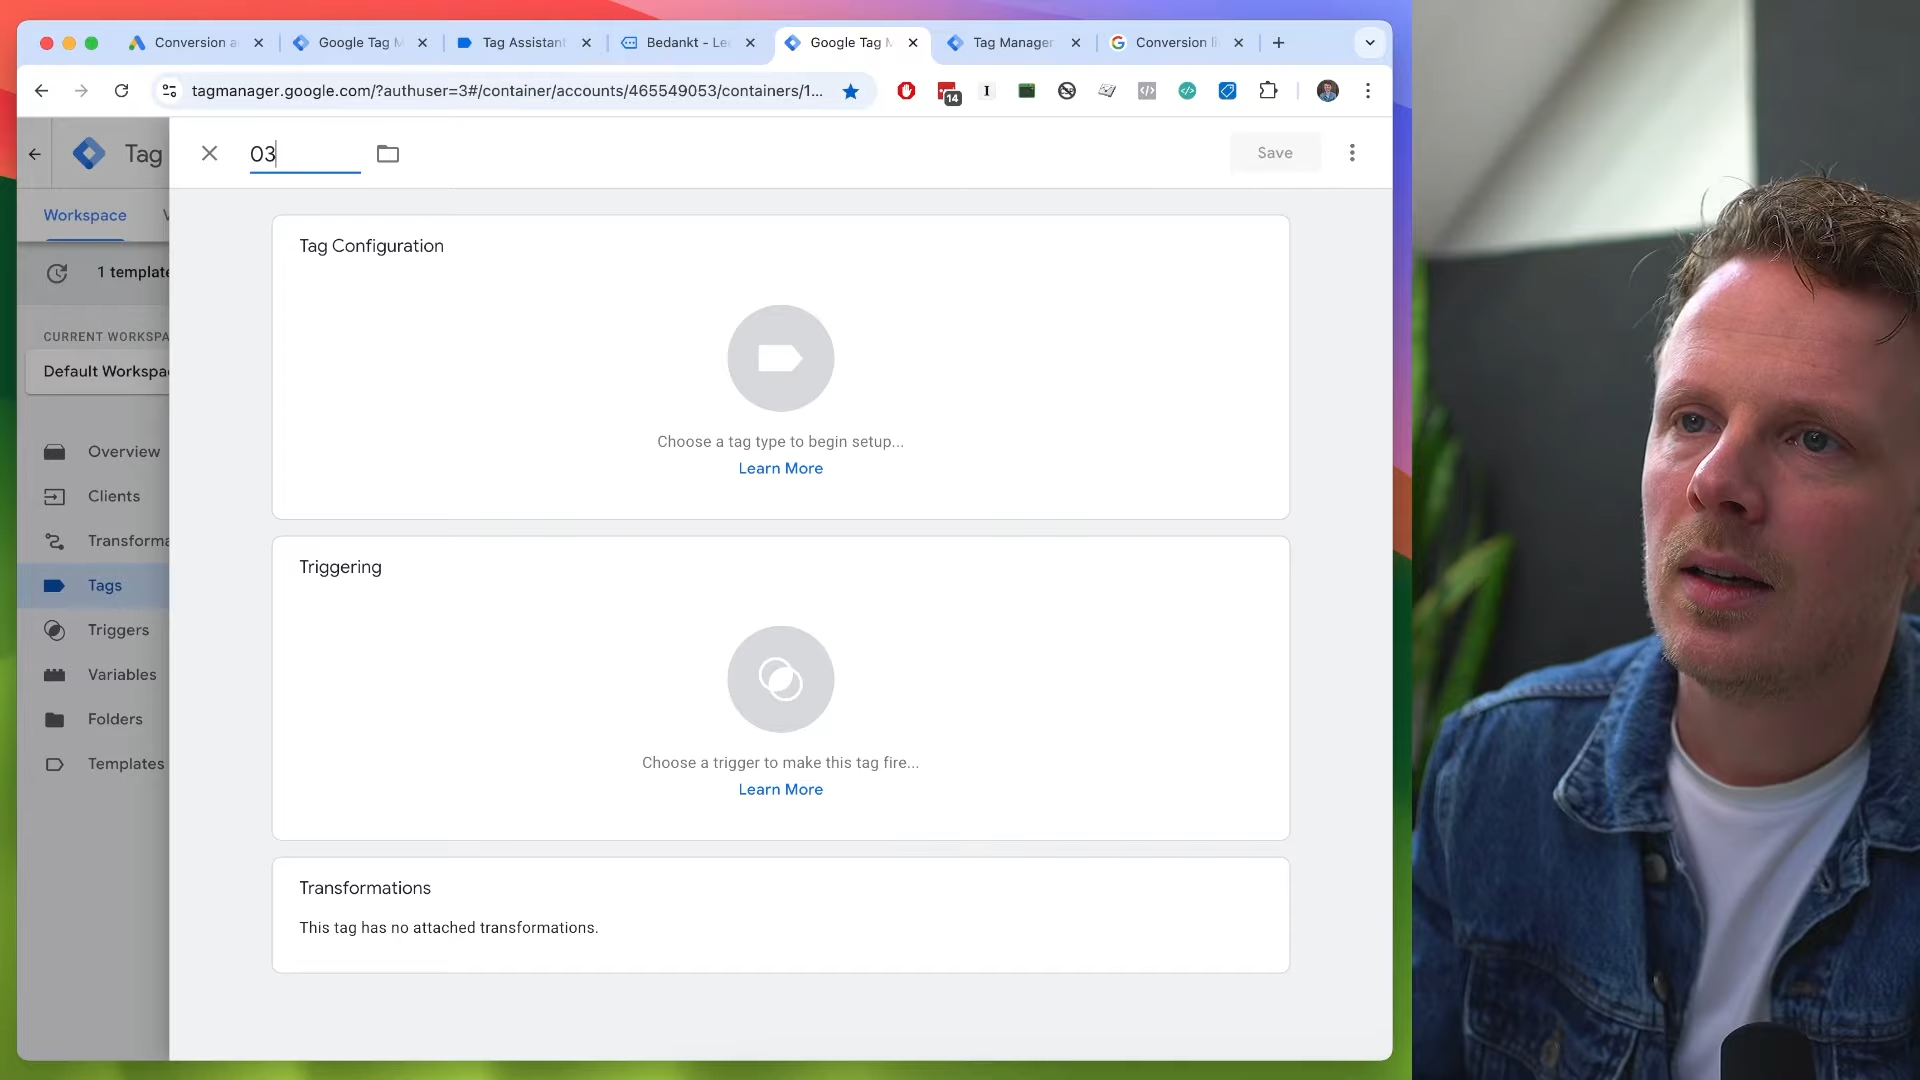 Conversion a
Google Tag M
Tag Assistant
Bedankt - Le
Google Tag M
Tag Manager
Conversion li
tagmanager.google.com/?authuser=3#/container/accounts/465549053/containers/1...
14
Tag
03
Save
Workspace
1 template
CURRENT WORKSPA
Default Workspa
Overview
Clients
Transforma
Tags
Triggers
Variables
Folders
Templates
Tag Configuration
Choose a tag type to begin setup...
Learn More
Triggering
Choose a trigger to make this tag fire...
Learn More
Transformations
This tag has no attached transformations.